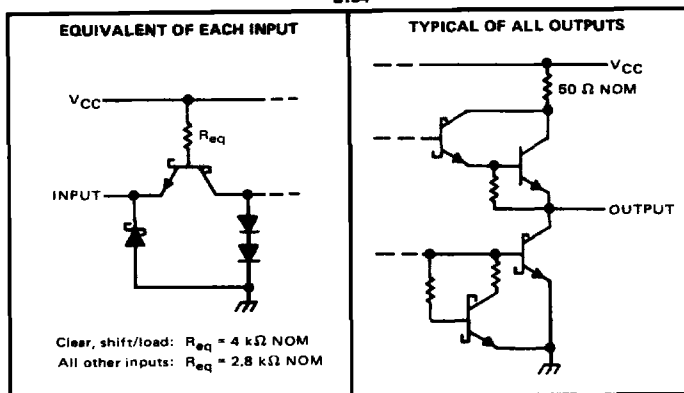 EQUIVALENT OF EACH INPUT
VCC
Req
INPUT
Clear, shift/load: Req = 4 kΩ NOM
All other inputs: Req = 2.8 kΩ NOM
TYPICAL OF ALL OUTPUTS
VCC
50 Ω NOM
OUTPUT